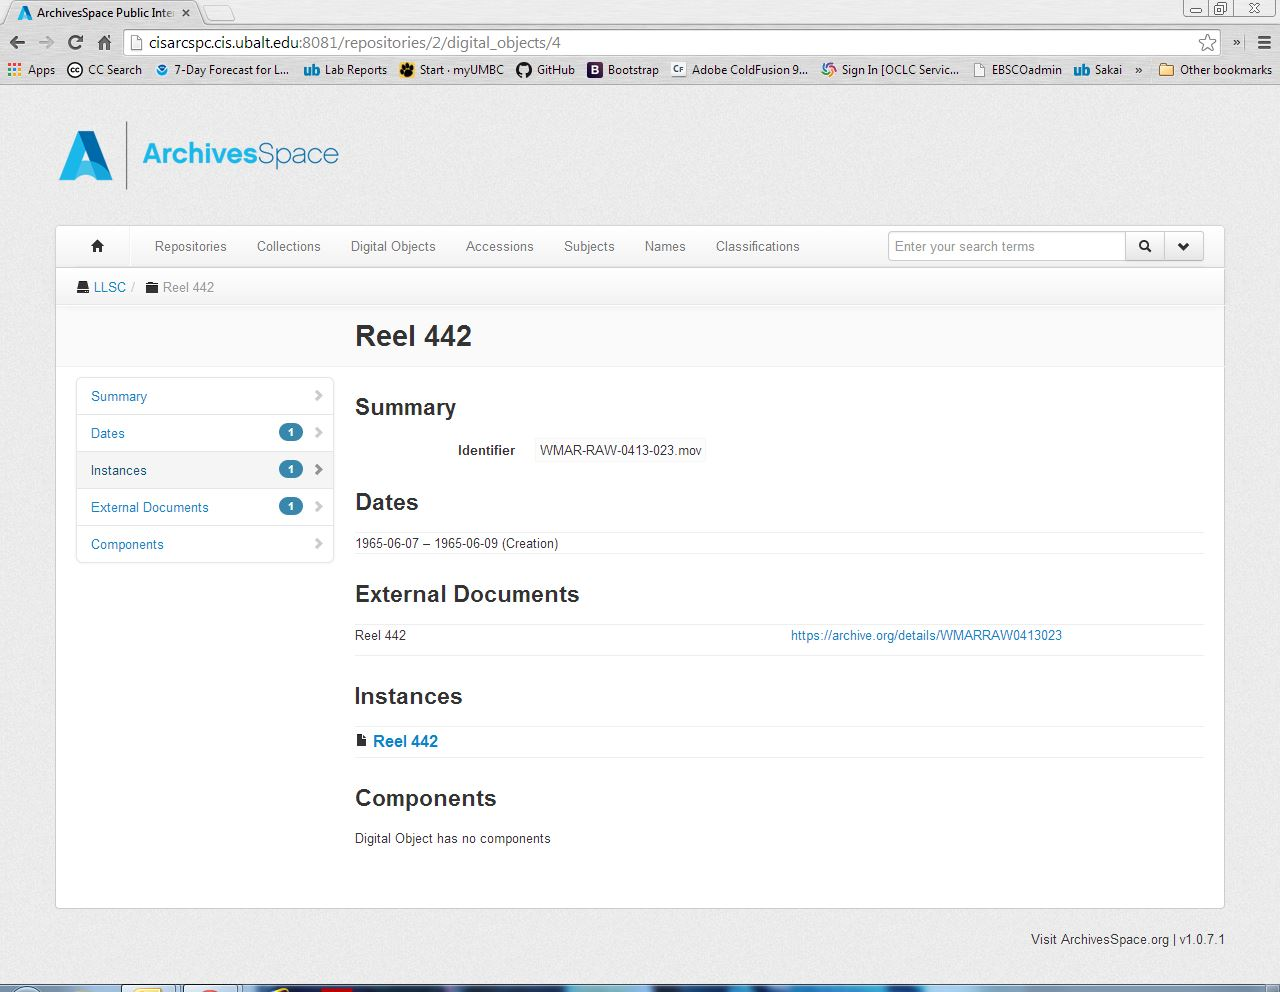 ArchivesSpace Public Inte
cisarcspc.cis.ubalt.edu:8081/repositories/2/digital_objects/4
Apps CC Search 7-Day Forecast for L... Lab Reports Start · myUMBC GitHub Bootstrap Adobe ColdFusion 9... Sign In [OCLC Servic... EBSCOadmin Sakai » Other bookmarks
ArchivesSpace
Repositories Collections Digital Objects Accessions Subjects Names Classifications Enter your search terms
LLSC / Reel 442
Reel 442
Summary
Dates 1
Instances 1
External Documents 1
Components
Summary
Identifier WMAR-RAW-0413-023.mov
Dates
1965-06-07 – 1965-06-09 (Creation)
External Documents
Reel 442 https://archive.org/details/WMARRAW0413023
Instances
Reel 442
Components
Digital Object has no components
Visit ArchivesSpace.org | v1.0.7.1